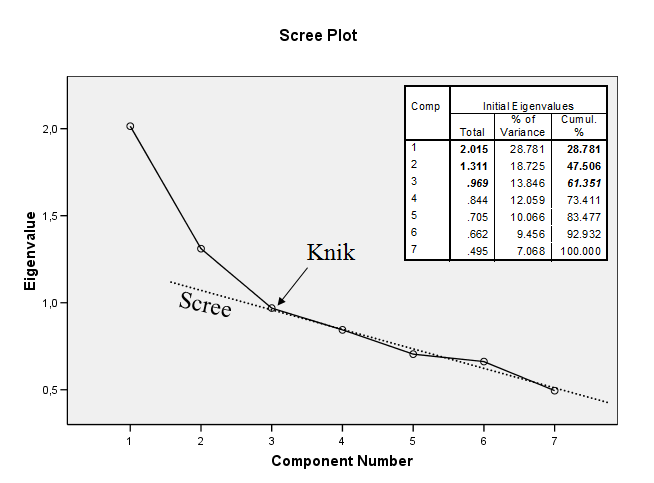 Scree Plot
Comp Initial Eigenvalues
Total % of Variance Cumul. %
1 2.015 28.781 28.781
2 1.311 18.725 47.506
3 .969 13.846 61.351
4 .844 12.059 73.411
5 .705 10.066 83.477
6 .662 9.456 92.932
7 .495 7.068 100.000
Eigenvalue
2,0
1,5
1,0
0,5
Knik
Scree
1 2 3 4 5 6 7
Component Number